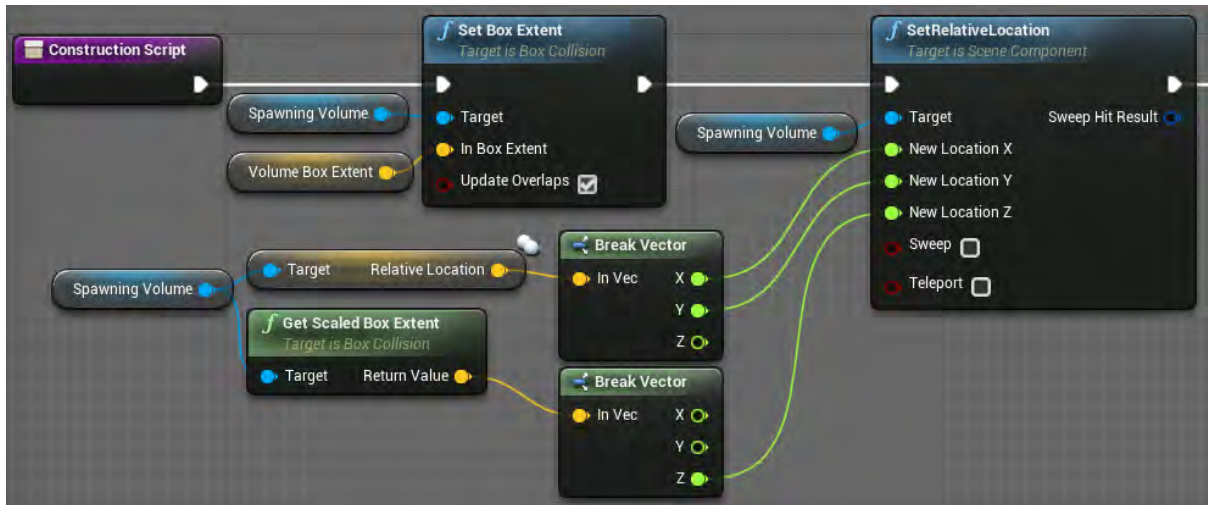 Construction Script
Set Box Extent
Target is Box Collision
Spawning Volume
Target
Volume Box Extent
In Box Extent
Update Overlaps
SetRelativeLocation
Target is Scene Component
Spawning Volume
Target
Sweep Hit Result
New Location X
New Location Y
New Location Z
Sweep
Teleport
Spawning Volume
Target
Relative Location
Break Vector
In Vec
X
Y
Z
Get Scaled Box Extent
Target is Box Collision
Target
Return Value
Break Vector
In Vec
X
Y
Z